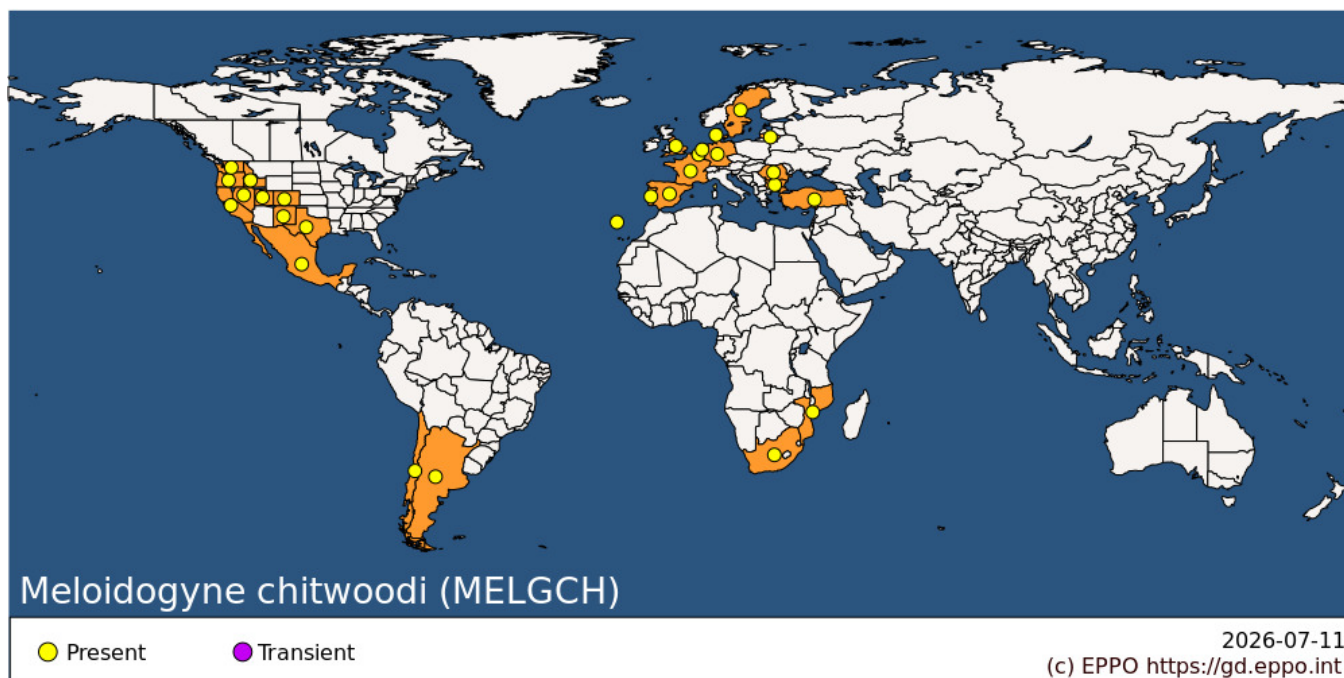 Meloidogyne chitwoodi (MELGCH)
Present
Transient
2026-07-11
(c) EPPO https://gd.eppo.int